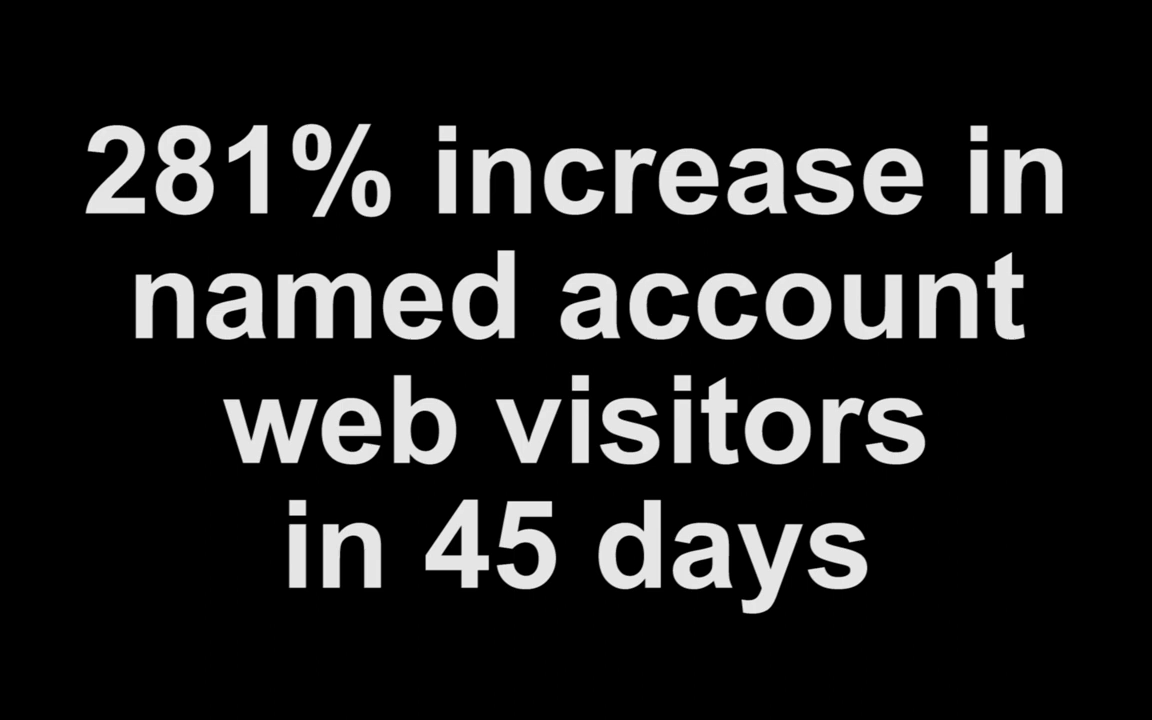 281% increase in
named account
web visitors
in 45 days